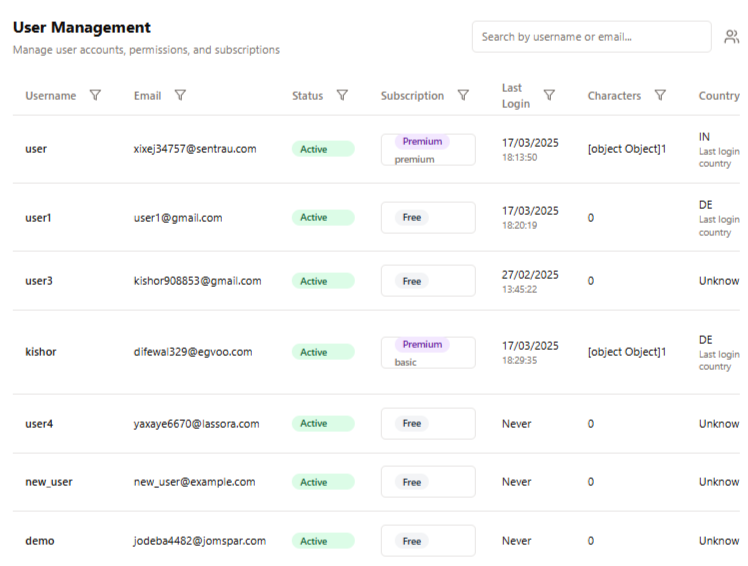 User Management
Manage user accounts, permissions, and subscriptions
Search by username or email...
Username Email Status Subscription Last Login Characters Country
user xixej34757@sentrau.com Active Premium premium 17/03/2025 18:13:50 [object Object]1 IN Last login country
user1 user1@gmail.com Active Free 17/03/2025 18:20:19 0 DE Last login country
user3 kishor908853@gmail.com Active Free 27/02/2025 13:45:22 0 Unknow
kishor difewal329@egvoo.com Active Premium basic 17/03/2025 18:29:35 [object Object]1 DE Last login country
user4 yaxaye6670@lassora.com Active Free Never 0 Unknow
new_user new_user@example.com Active Free Never 0 Unknow
demo jodeba4482@jomspar.com Active Free Never 0 Unknow